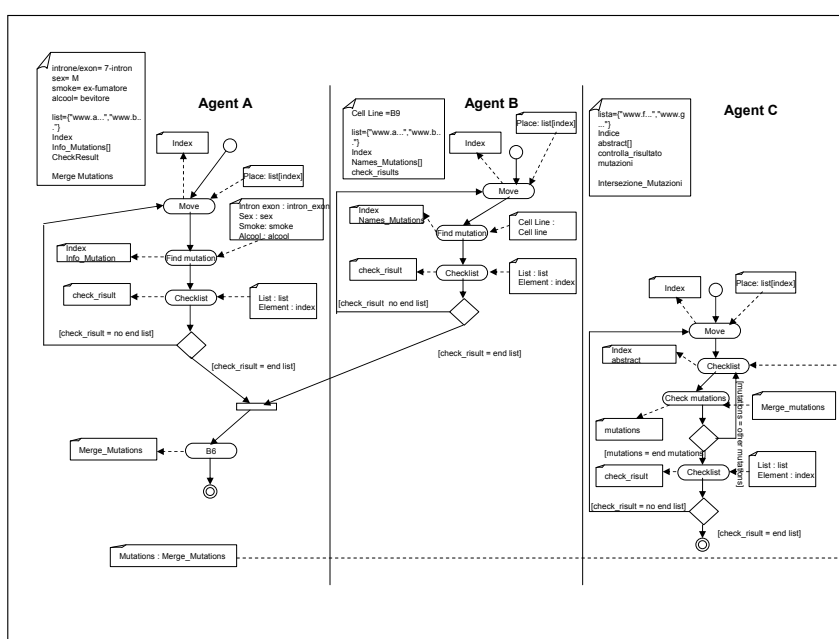 introne/exon= 7-intron
sex= M
smoke= ex-fumatore
alcool= bevitore
list={"www.a...","www.b..
."}
Index
Info_Mutations[]
CheckResult
Merge Mutations
Agent A
Index
Place: list[index]
Move
Intron exon : intron_exon
Sex : sex
Smoke: smoke
Alcool : alcool
Index
Info_Mutation
Find mutation
check_risult
Checklist
List : list
Element : index
[check_risult = no end list]
[check_risult = end list]
Merge_Mutations
B6
Mutations : Merge_Mutations
Agent B
Cell Line =B9
list={"www.a...","www.b...
."}
Index
Names_Mutations[]
check_risults
Index
Place: list[index]
Move
Index
Names_Mutations
Find mutation
Cell Line :
Cell line
check_risult
Checklist
List : list
Element : index
[check_risult no end list]
[check_risult = end list]
Agent C
lista={"www.f...","www.g
..."}
Indice
abstract[]
controlla_risultato
mutazioni
Intersezione_Mutazioni
Index
Place: list[index]
Move
Index
abstract
Checklist
Check mutations
Merge_mutations
mutations
[mutations = other mutations]
[mutations = end mutations]
check_risult
Checklist
List : list
Element : index
[check_risult = no end list]
[check_risult = end list]